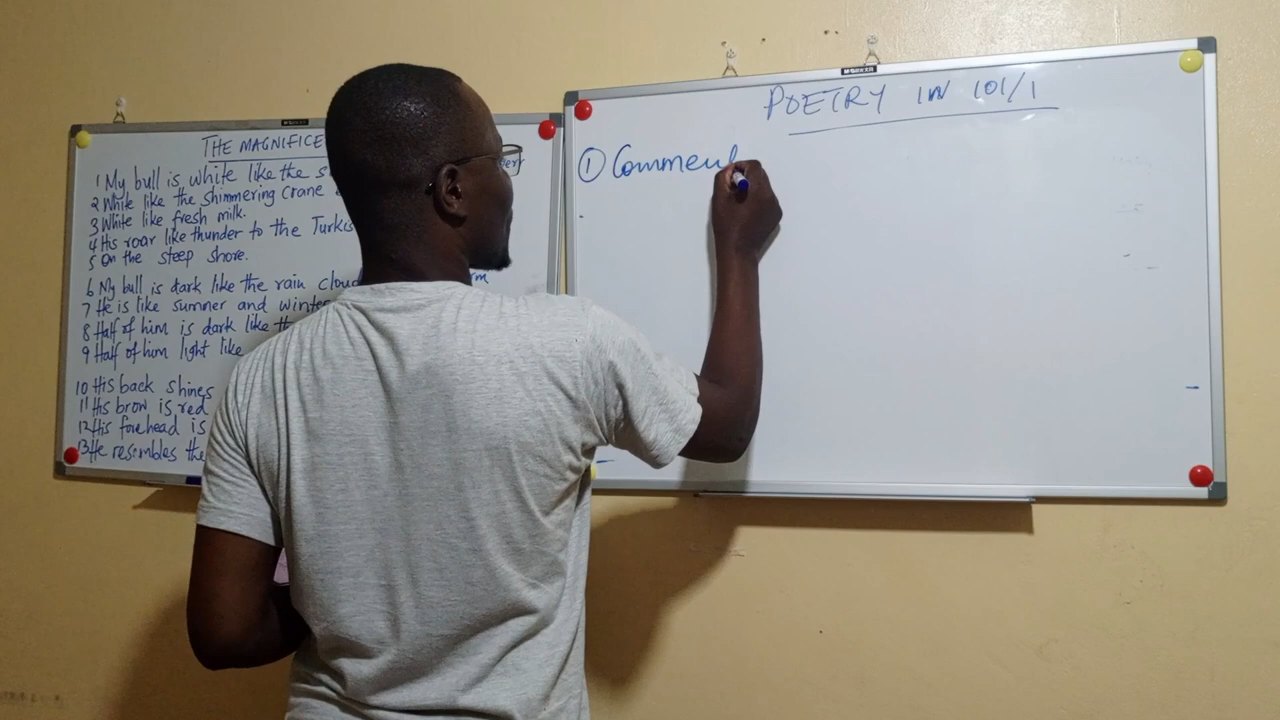 THE MAGNIFICE
1 My bull is white like the s
2 White like the shimmering crane
3 White like fresh milk.
4 His roar like thunder to the Turkis
5 On the steep shore.
6 My bull is dark like the rain clou
7 He is like summer and winte
8 Half of him is dark like th
9 Half of him light like
10 His back shines
11 His brow is red
12 His forehead is
13 He resembles the
POETRY IN 101/1
① Comment